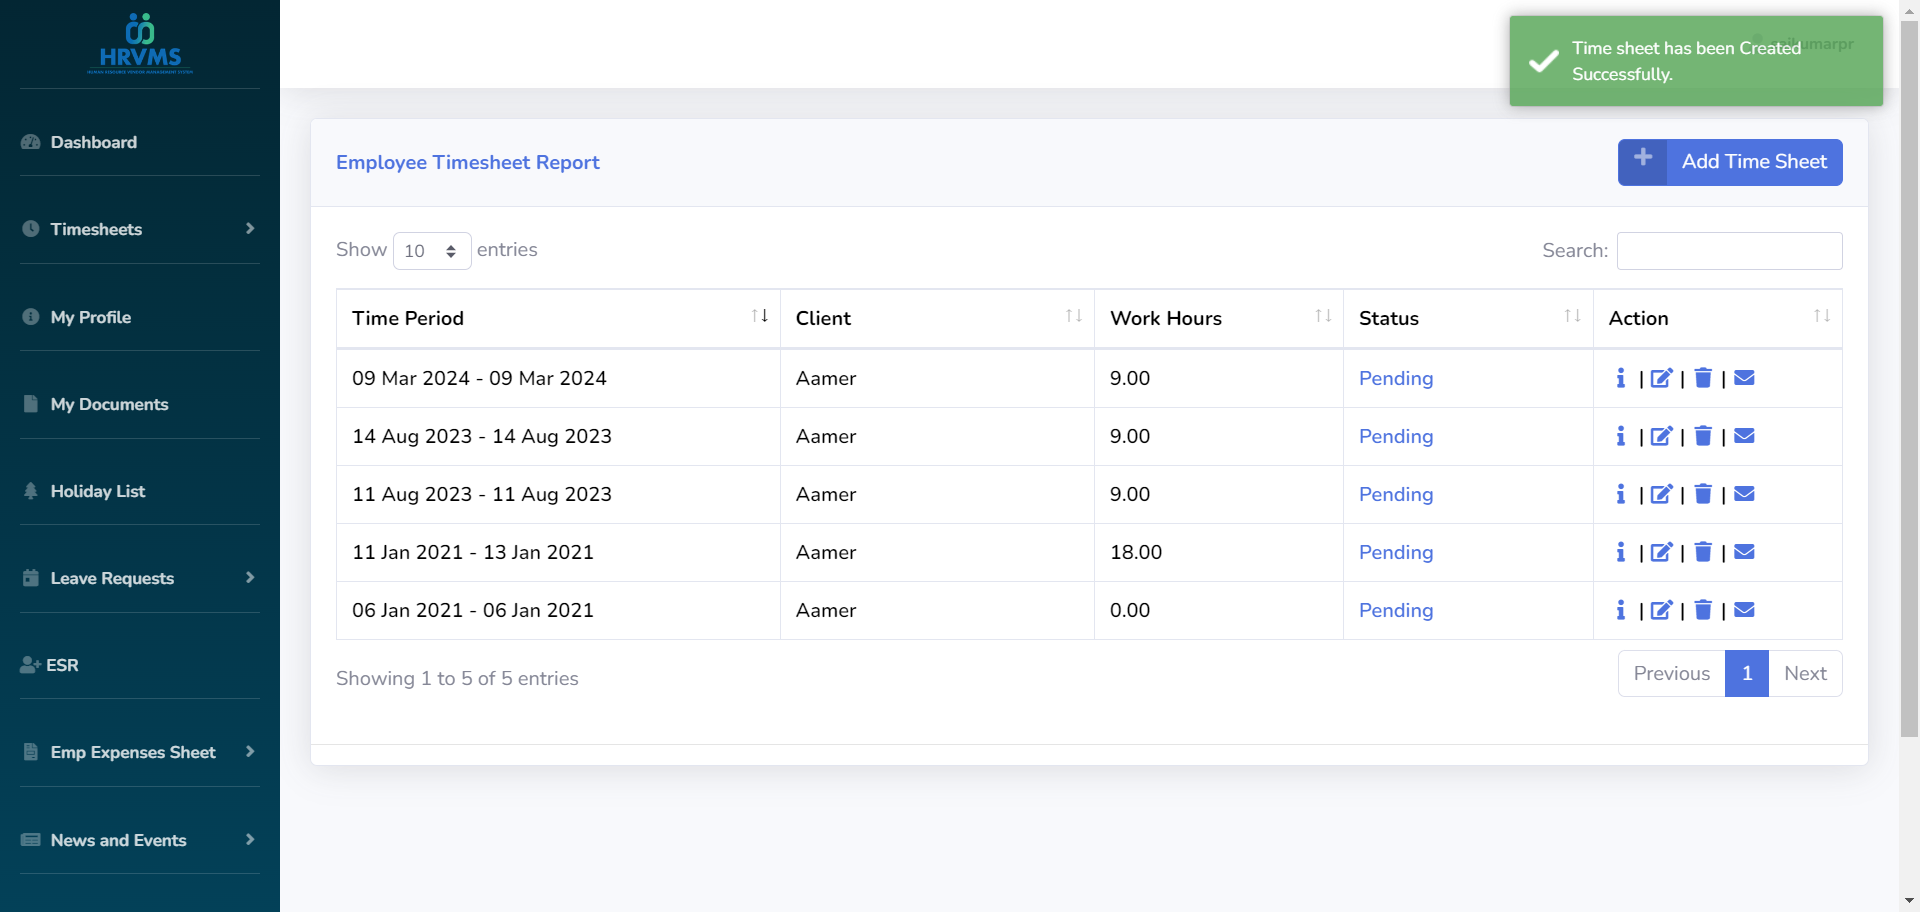 HRVMS
Time sheet has been Created
Successfully.
Dashboard
Employee Timesheet Report
Add Time Sheet
Timesheets
Show 10 entries
Search:
My Profile
Time Period Client Work Hours Status Action
09 Mar 2024 - 09 Mar 2024 Aamer 9.00 Pending | | |
My Documents
14 Aug 2023 - 14 Aug 2023 Aamer 9.00 Pending | | |
Holiday List
11 Aug 2023 - 11 Aug 2023 Aamer 9.00 Pending | | |
11 Jan 2021 - 13 Jan 2021 Aamer 18.00 Pending | | |
Leave Requests
06 Jan 2021 - 06 Jan 2021 Aamer 0.00 Pending | | |
ESR
Showing 1 to 5 of 5 entries
Previous 1 Next
Emp Expenses Sheet
News and Events